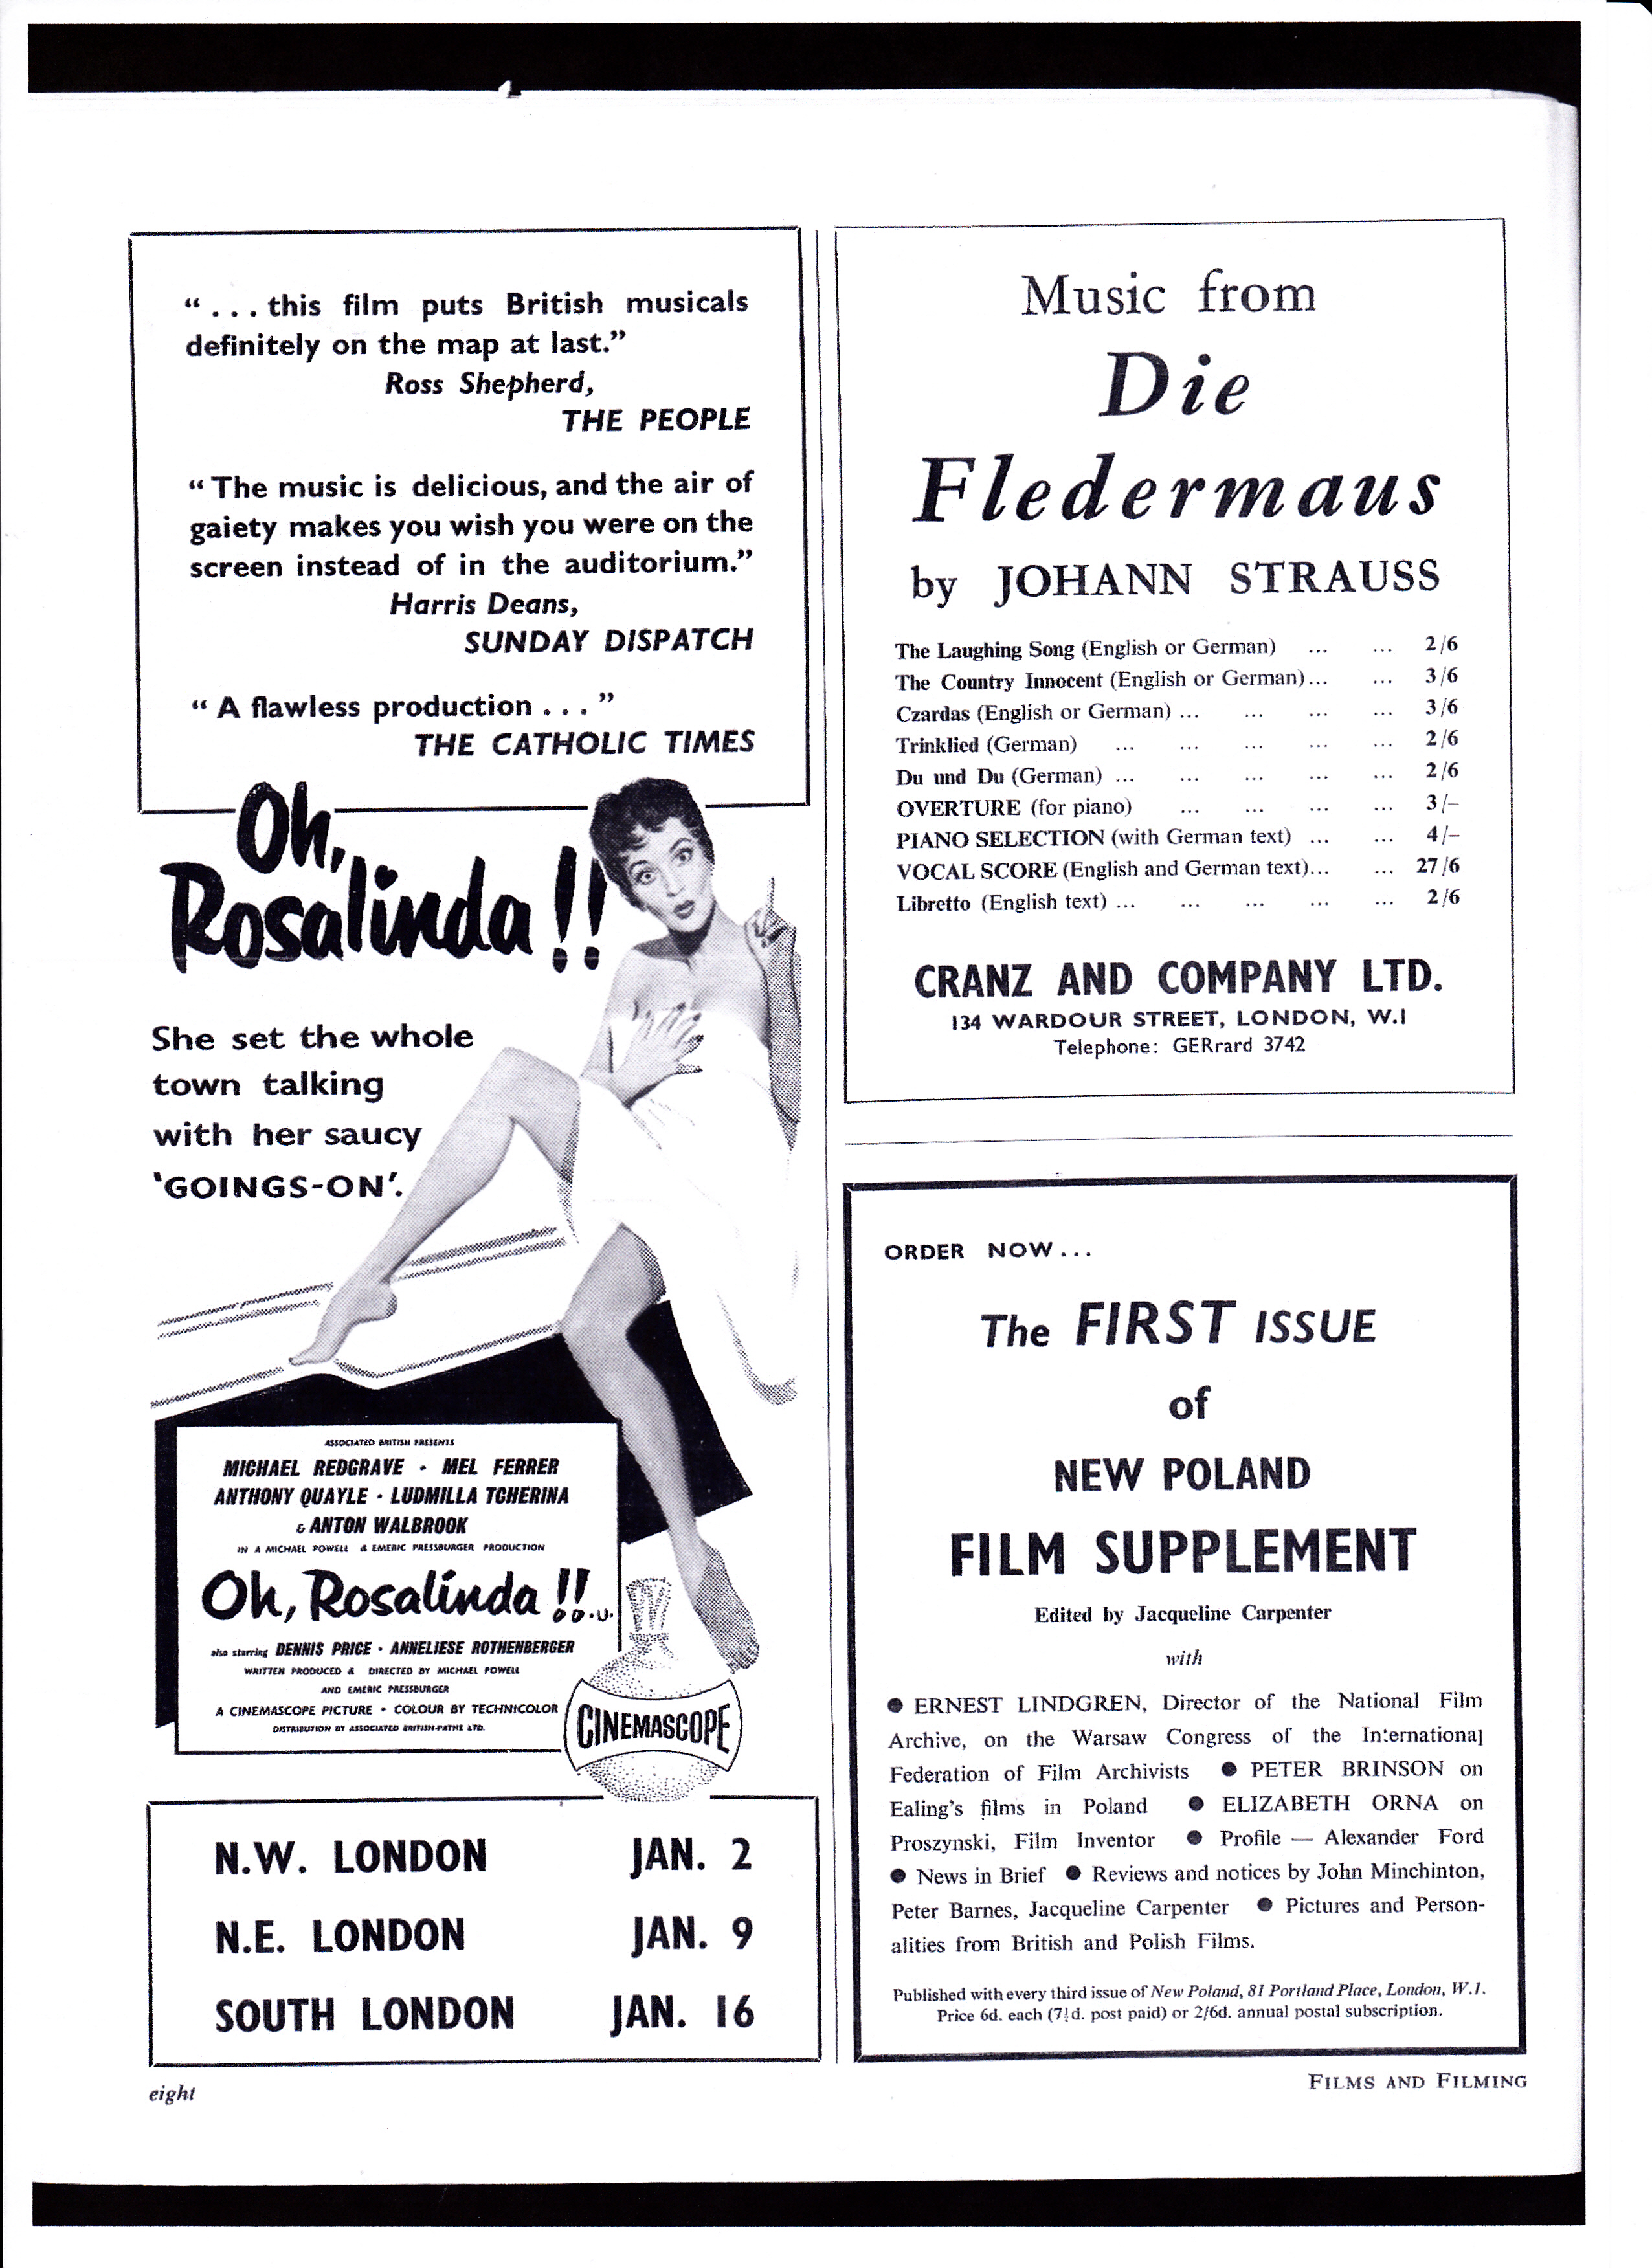 “ . . . this film puts British musicals
definitely on the map at last.”
Ross Shepherd,
THE PEOPLE
“ The music is delicious, and the air of
gaiety makes you wish you were on the
screen instead of in the auditorium.”
Harris Deans,
SUNDAY DISPATCH
“ A flawless production . . . ”
THE CATHOLIC TIMES
Oh,
Rosalinda!!
She set the whole
town talking
with her saucy
‘GOINGS-ON’.
ASSOCIATED BRITISH PRESENTS
MICHAEL REDGRAVE · MEL FERRER
ANTHONY QUAYLE · LUDMILLA TCHERINA
& ANTON WALBROOK
IN A MICHAEL POWELL & EMERIC PRESSBURGER PRODUCTION
Oh, Rosalinda!! .U.
also starring DENNIS PRICE · ANNELIESE ROTHENBERGER
WRITTEN PRODUCED & DIRECTED BY MICHAEL POWELL
AND EMERIC PRESSBURGER
A CINEMASCOPE PICTURE · COLOUR BY TECHNICOLOR
DISTRIBUTION BY ASSOCIATED BRITISH-PATHE LTD.
CINEMASCOPE
N.W. LONDON JAN. 2
N.E. LONDON JAN. 9
SOUTH LONDON JAN. 16
eight
Music from
Die
Fledermaus
by JOHANN STRAUSS
The Laughing Song (English or German) ... ... 2/6
The Country Innocent (English or German)... ... 3/6
Czardas (English or German) ... ... ... ... 3/6
Trinklied (German) ... ... ... ... ... 2/6
Du und Du (German) ... ... ... ... ... 2/6
OVERTURE (for piano) ... ... ... ... 3/–
PIANO SELECTION (with German text) ... ... 4/–
VOCAL SCORE (English and German text)... ... 27/6
Libretto (English text) ... ... ... ... ... 2/6
CRANZ AND COMPANY LTD.
134 WARDOUR STREET, LONDON, W.1
Telephone: GERrard 3742
ORDER NOW . . .
The FIRST ISSUE
of
NEW POLAND
FILM SUPPLEMENT
Edited by Jacqueline Carpenter
with
● ERNEST LINDGREN, Director of the National Film
Archive, on the Warsaw Congress of the International
Federation of Film Archivists ● PETER BRINSON on
Ealing’s films in Poland ● ELIZABETH ORNA on
Proszynski, Film Inventor ● Profile — Alexander Ford
● News in Brief ● Reviews and notices by John Minchinton,
Peter Barnes, Jacqueline Carpenter ● Pictures and Person-
alities from British and Polish Films.
Published with every third issue of New Poland, 81 Portland Place, London, W.1.
Price 6d. each (7½d. post paid) or 2/6d. annual postal subscription.
FILMS AND FILMING